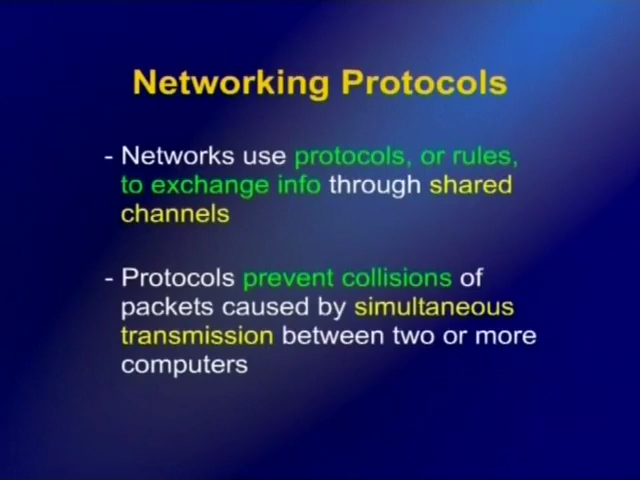 Networking Protocols
- Networks use protocols, or rules,
to exchange info through shared
channels
- Protocols prevent collisions of
packets caused by simultaneous
transmission between two or more
computers